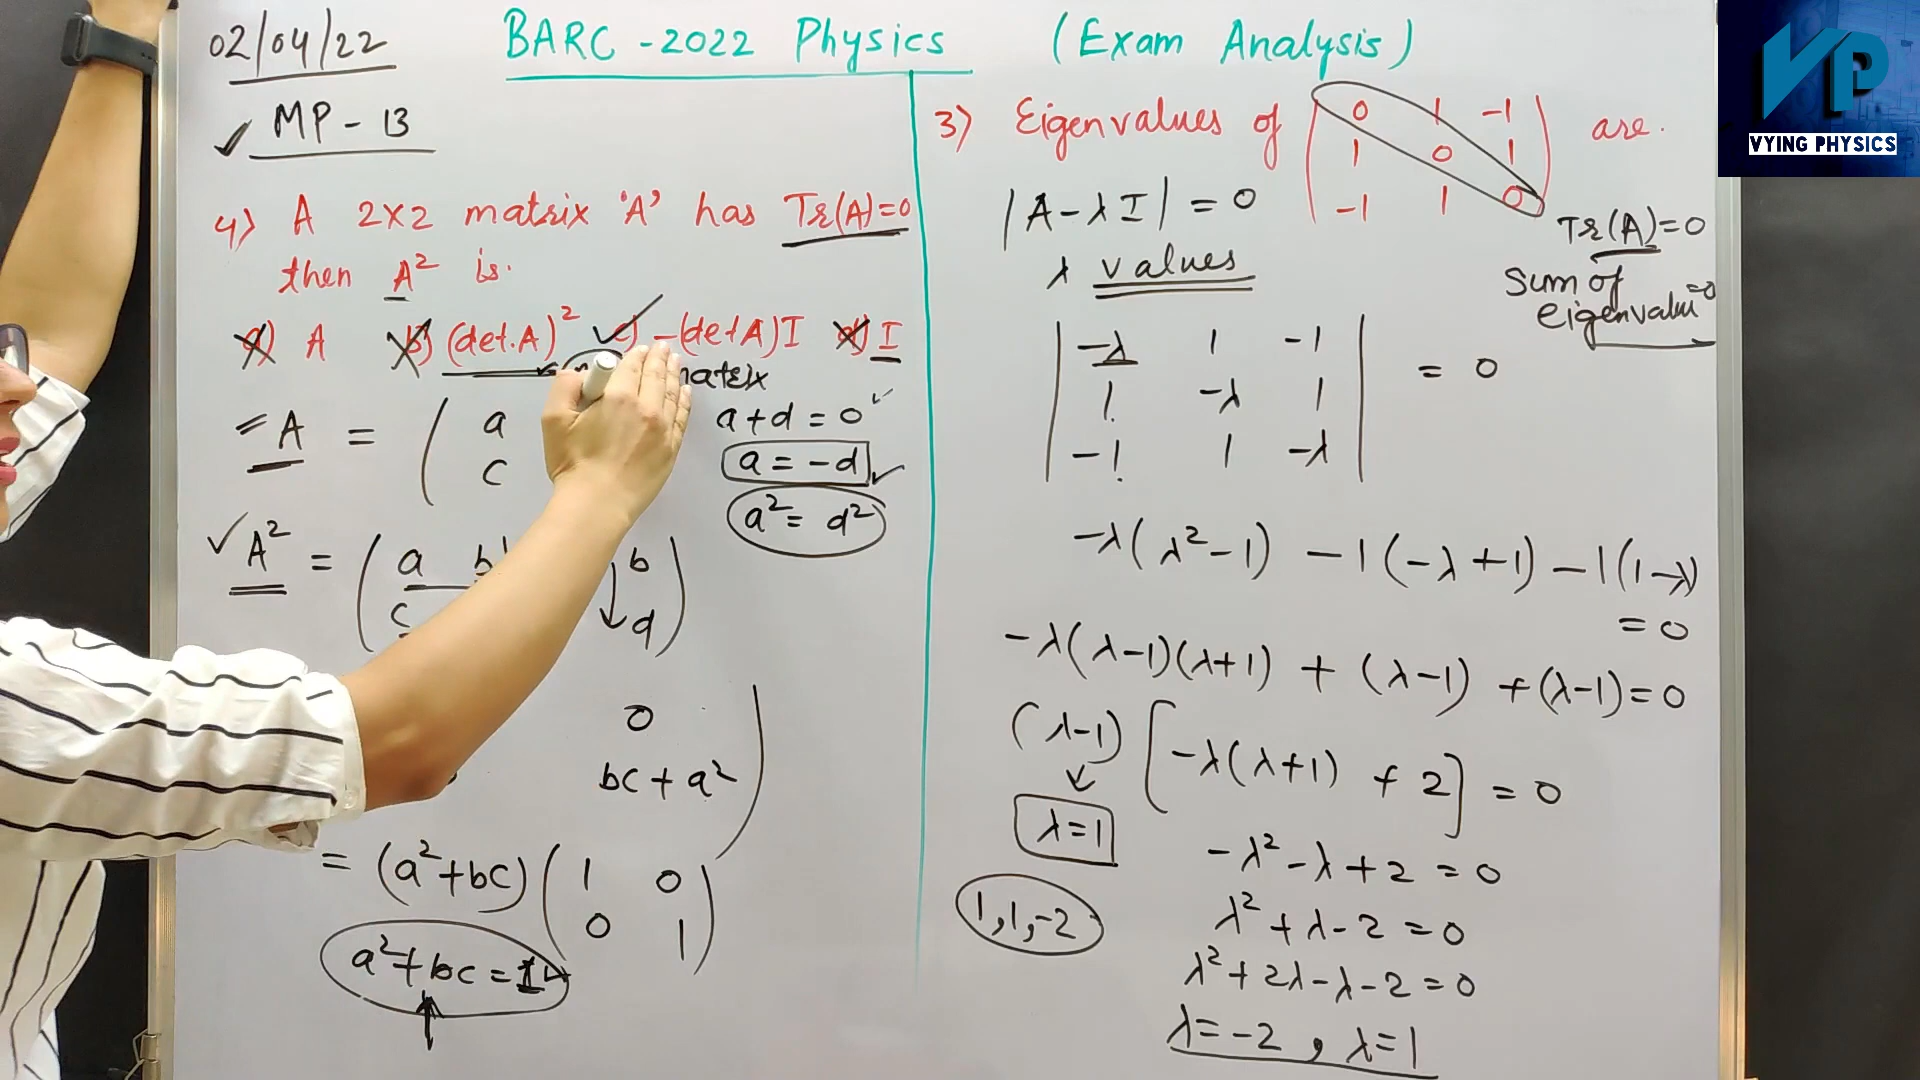 02/04/22
BARC - 2022 Physics (Exam Analysis)
MP - 13
4) A 2x2 matrix 'A' has Tr(A)=0
then A² is.
a) A b) (det.A)² c) -(detA)I d) I
matrix
A = ( a
c
a+d = 0
a = -d
a² = d²
A² = ( a b b )
c d
0
bc + a²
= (a²+bc) ( 1 0
0 1 )
a²+bc =
3) Eigenvalues of ( 0 1 -1 ) are.
1 0 1
-1 1 0
|A-λI| = 0
λ values
Tr(A)=0
Sum of
eigenvalue =0
| -λ 1 -1 |
1 -λ 1 = 0
-1 1 -λ
-λ(λ²-1) -1(-λ+1) -1(1-λ)
= 0
-λ(λ-1)(λ+1) + (λ-1) +(λ-1)=0
(λ-1) [-λ(λ+1) + 2] = 0
λ=1
-λ²-λ+2 = 0
1,1,-2
λ²+λ-2 = 0
λ²+2λ-λ-2=0
λ=-2, λ=1
VP
VYING PHYSICS